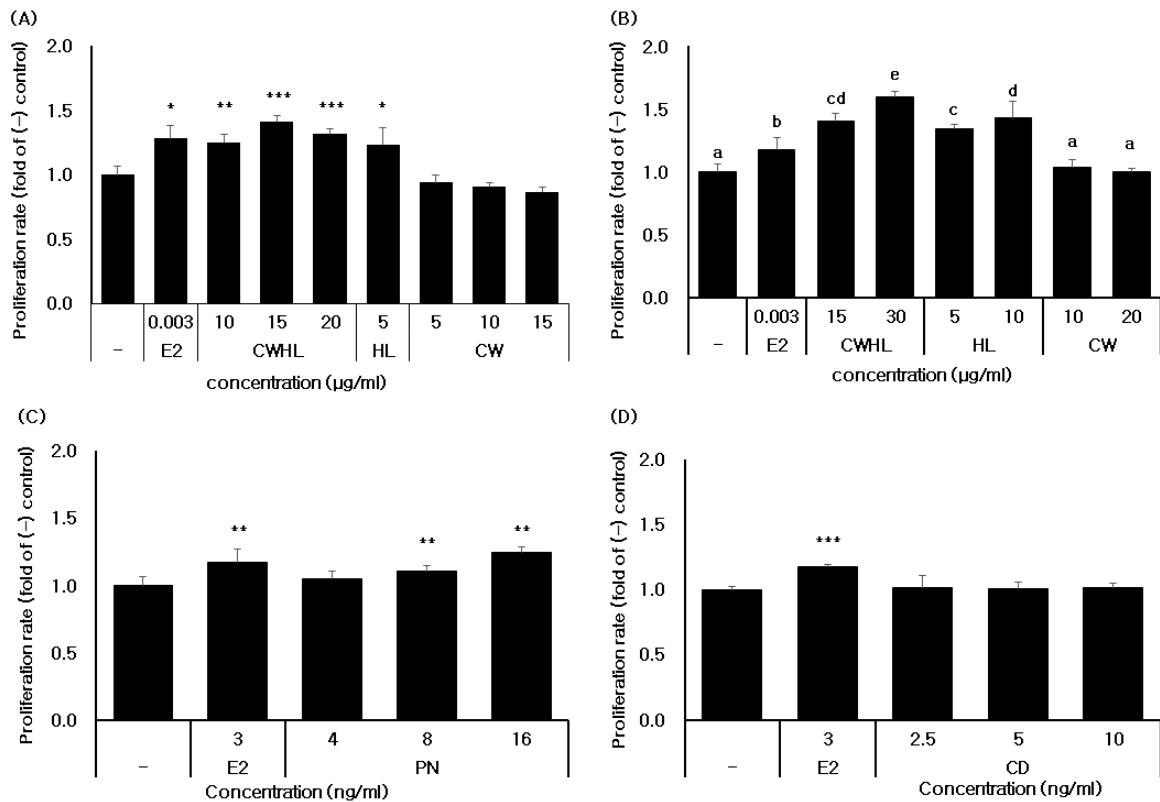 (A)
Proliferation rate (fold of (−) control)
2.0
1.5
1.0
0.5
0.0
* ** *** *** *
0.003 10 15 20 5 5 10 15
− E2 CWHL HL CW
concentration (μg/ml)
(B)
Proliferation rate (fold of (−) control)
2.0
1.5
1.0
0.5
0.0
a b cd e c d a a
0.003 15 30 5 10 10 20
− E2 CWHL HL CW
concentration (μg/ml)
(C)
Proliferation rate (fold of (−) control)
2.0
1.5
1.0
0.5
0.0
** ** **
3 4 8 16
− E2 PN
Concentration (ng/ml)
(D)
Proliferation rate (fold of (−) control)
2.0
1.5
1.0
0.5
0.0
***
3 2.5 5 10
− E2 CD
Concentration (ng/ml)